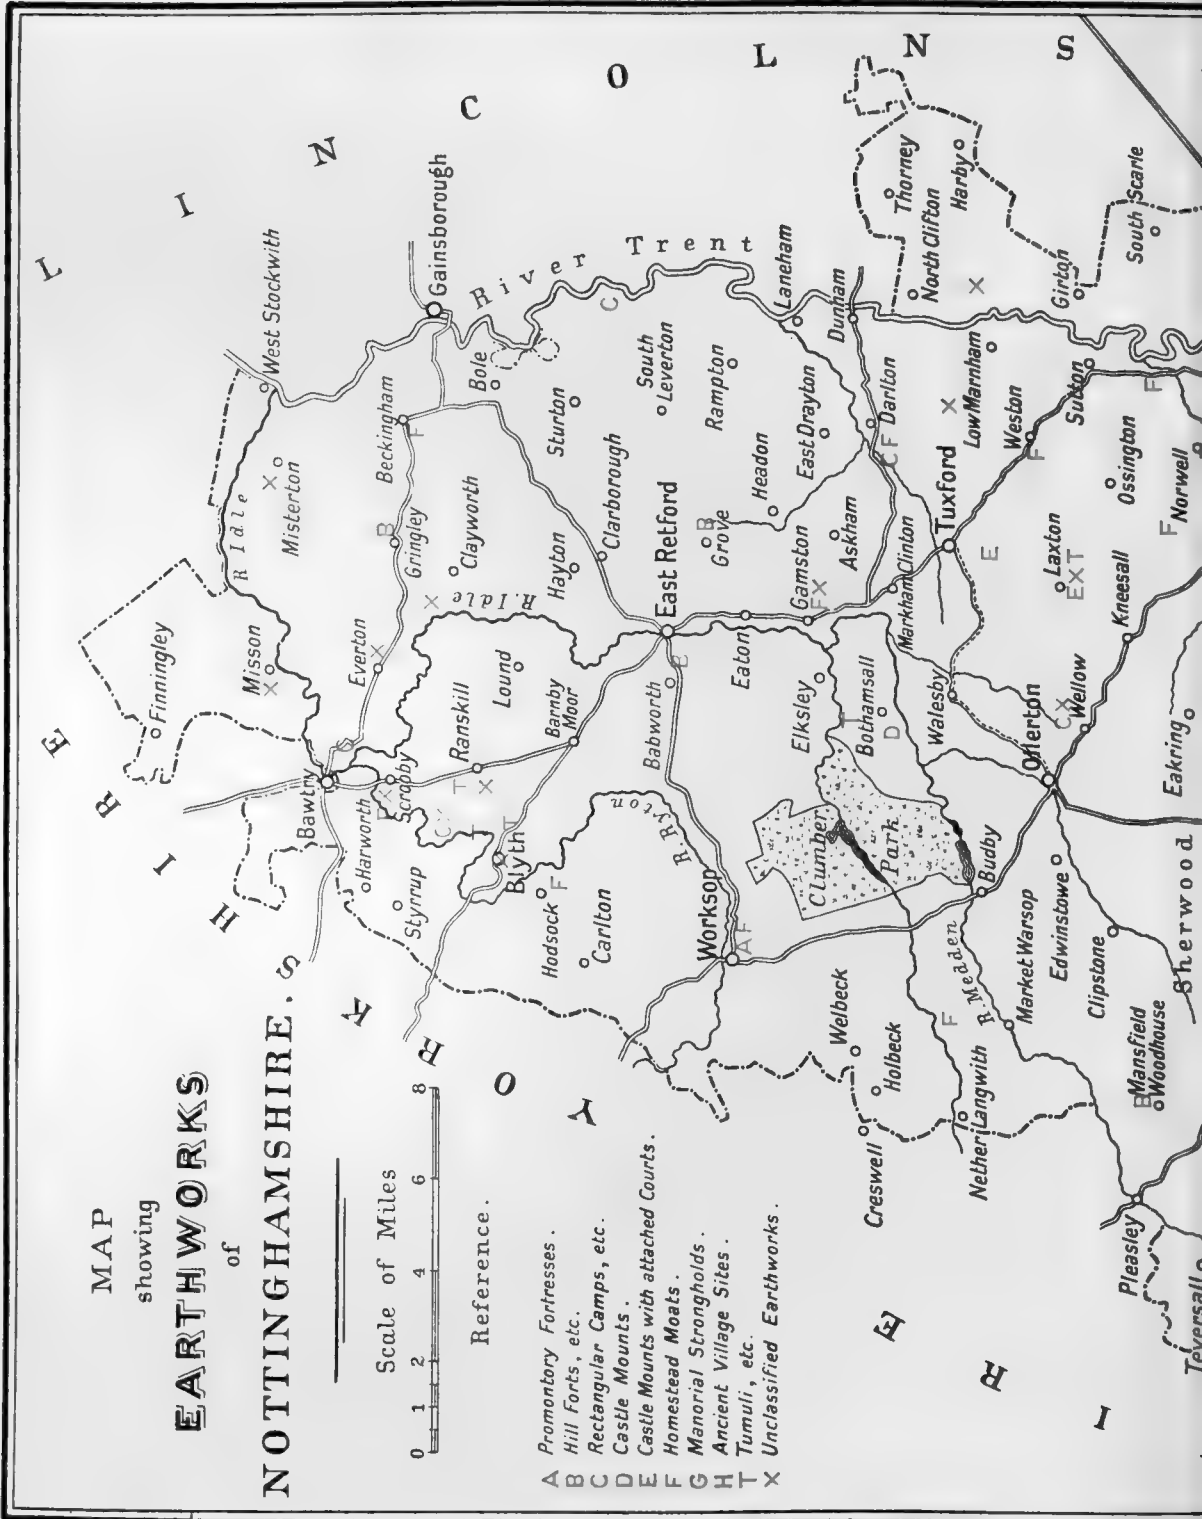 MAP
showing
EARTHWORKS
of
NOTTINGHAMSHIRE.
Scale of Miles
0 1 2 4 6 8
Reference.
A Promontory Fortresses.
B Hill Forts, etc.
C Rectangular Camps, etc.
D Castle Mounts.
E Castle Mounts with attached Courts.
F Homestead Moats.
G Manorial Strongholds.
H Ancient Village Sites.
T Tumuli, etc.
X Unclassified Earthworks.
YORKSHIRE
LINCOLNS
ERI
Finningley
R Idle
West Stockwith
Misson
X
Misterton
X
Bawtry
G
Everton
X
Gringley
B
Beckingham
F
Gainsborough
River Trent
Harworth
Scrooby
X
Styrrup
Ranskill
T
X
X
R. Idle
Clayworth
Bole
Lound
Blyth
T
T
Hodsock
F
Carlton
Barnby
Moor
Hayton
Clarborough
Sturton
C
South
Leverton
R. Ryton
Worksop
A F
Babworth
E
East Retford
Grove
B
Headon
Rampton
Laneham
Eaton
Gamston
F X
Askham
East Drayton
Dunham
Darlton
C F
Thorney
North Clifton
Harby
X
Welbeck
Holbeck
Creswell
Clumber
Park
Elksley
T
Bothamsall
D
Markham Clinton
Tuxford
X
Low Marnham
Walesby
E
Weston
F
Girton
South Scarle
R. Medden
F
Nether Langwith
Budby
Market Warsop
Edwinstowe
Ollerton
C X
Wellow
Laxton
E X T
Kneesall
Ossington
Sutton
F
Clipstone
Mansfield
Woodhouse
B
Sherwood
Eakring
F
Norwell
Pleasley